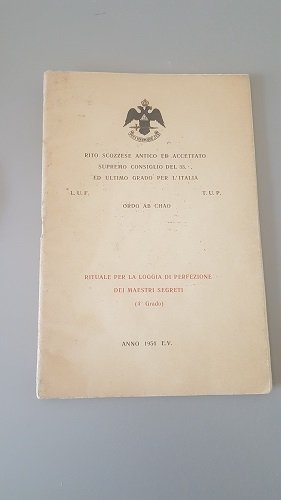 RITO SCOZZESE ANTICO ED ACCETTATO
SUPREMO CONSIGLIO DEL 33.·.
ED ULTIMO GRADO PER L'ITALIA
L. U. F. T. U. P.
ORDO AB CHAO
RITUALE PER LA LOGGIA DI PERFEZIONE
DEI MAESTRI SEGRETI
(4° Grado)
ANNO 1951 T.V.